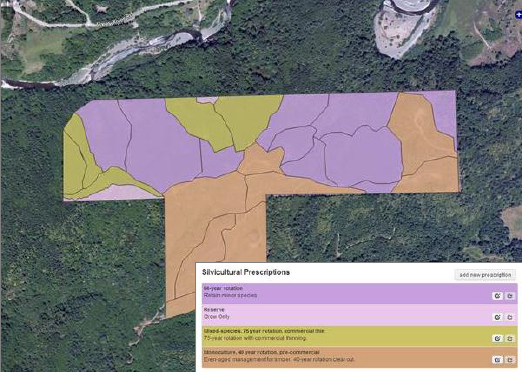 Silvicultural Prescriptions
add new prescription
90-year rotation
Retain minor species
Reserve
Grow Only
Mixed-species, 75 year rotation, commercial thin
75-year rotation with commercial thinning.
Monoculture, 40 year rotation, pre-commercial
Even-aged management for timber. 40-year rotation clear cut.